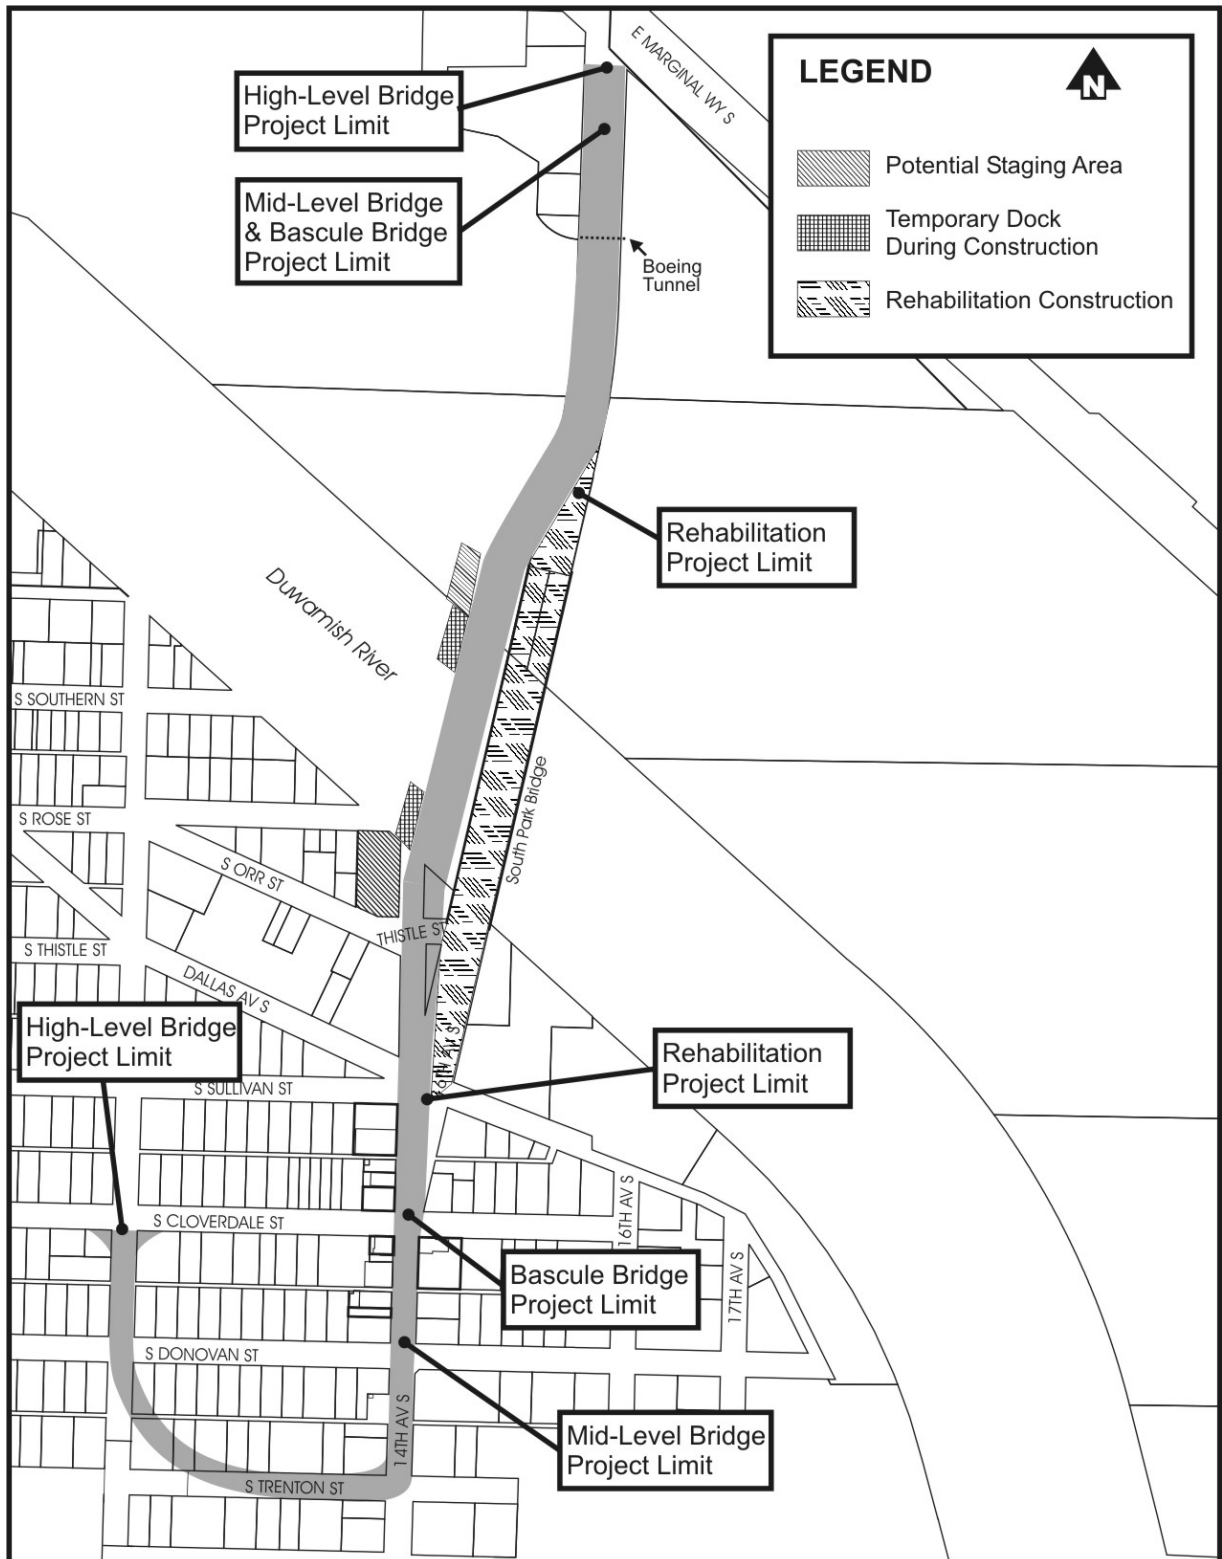 E MARGINAL WY S
LEGEND
N
Potential Staging Area
Temporary Dock
During Construction
Rehabilitation Construction
High-Level Bridge
Project Limit
Mid-Level Bridge
& Bascule Bridge
Project Limit
Boeing
Tunnel
Rehabilitation
Project Limit
Duwamish River
S SOUTHERN ST
South Park Bridge
S ROSE ST
S ORR ST
THISTLE ST
S THISTLE ST
DALLAS AV S
High-Level Bridge
Project Limit
Rehabilitation
Project Limit
AV S
S SULLIVAN ST
16TH AV S
S CLOVERDALE ST
17TH AV S
Bascule Bridge
Project Limit
S DONOVAN ST
14TH AV S
Mid-Level Bridge
Project Limit
S TRENTON ST